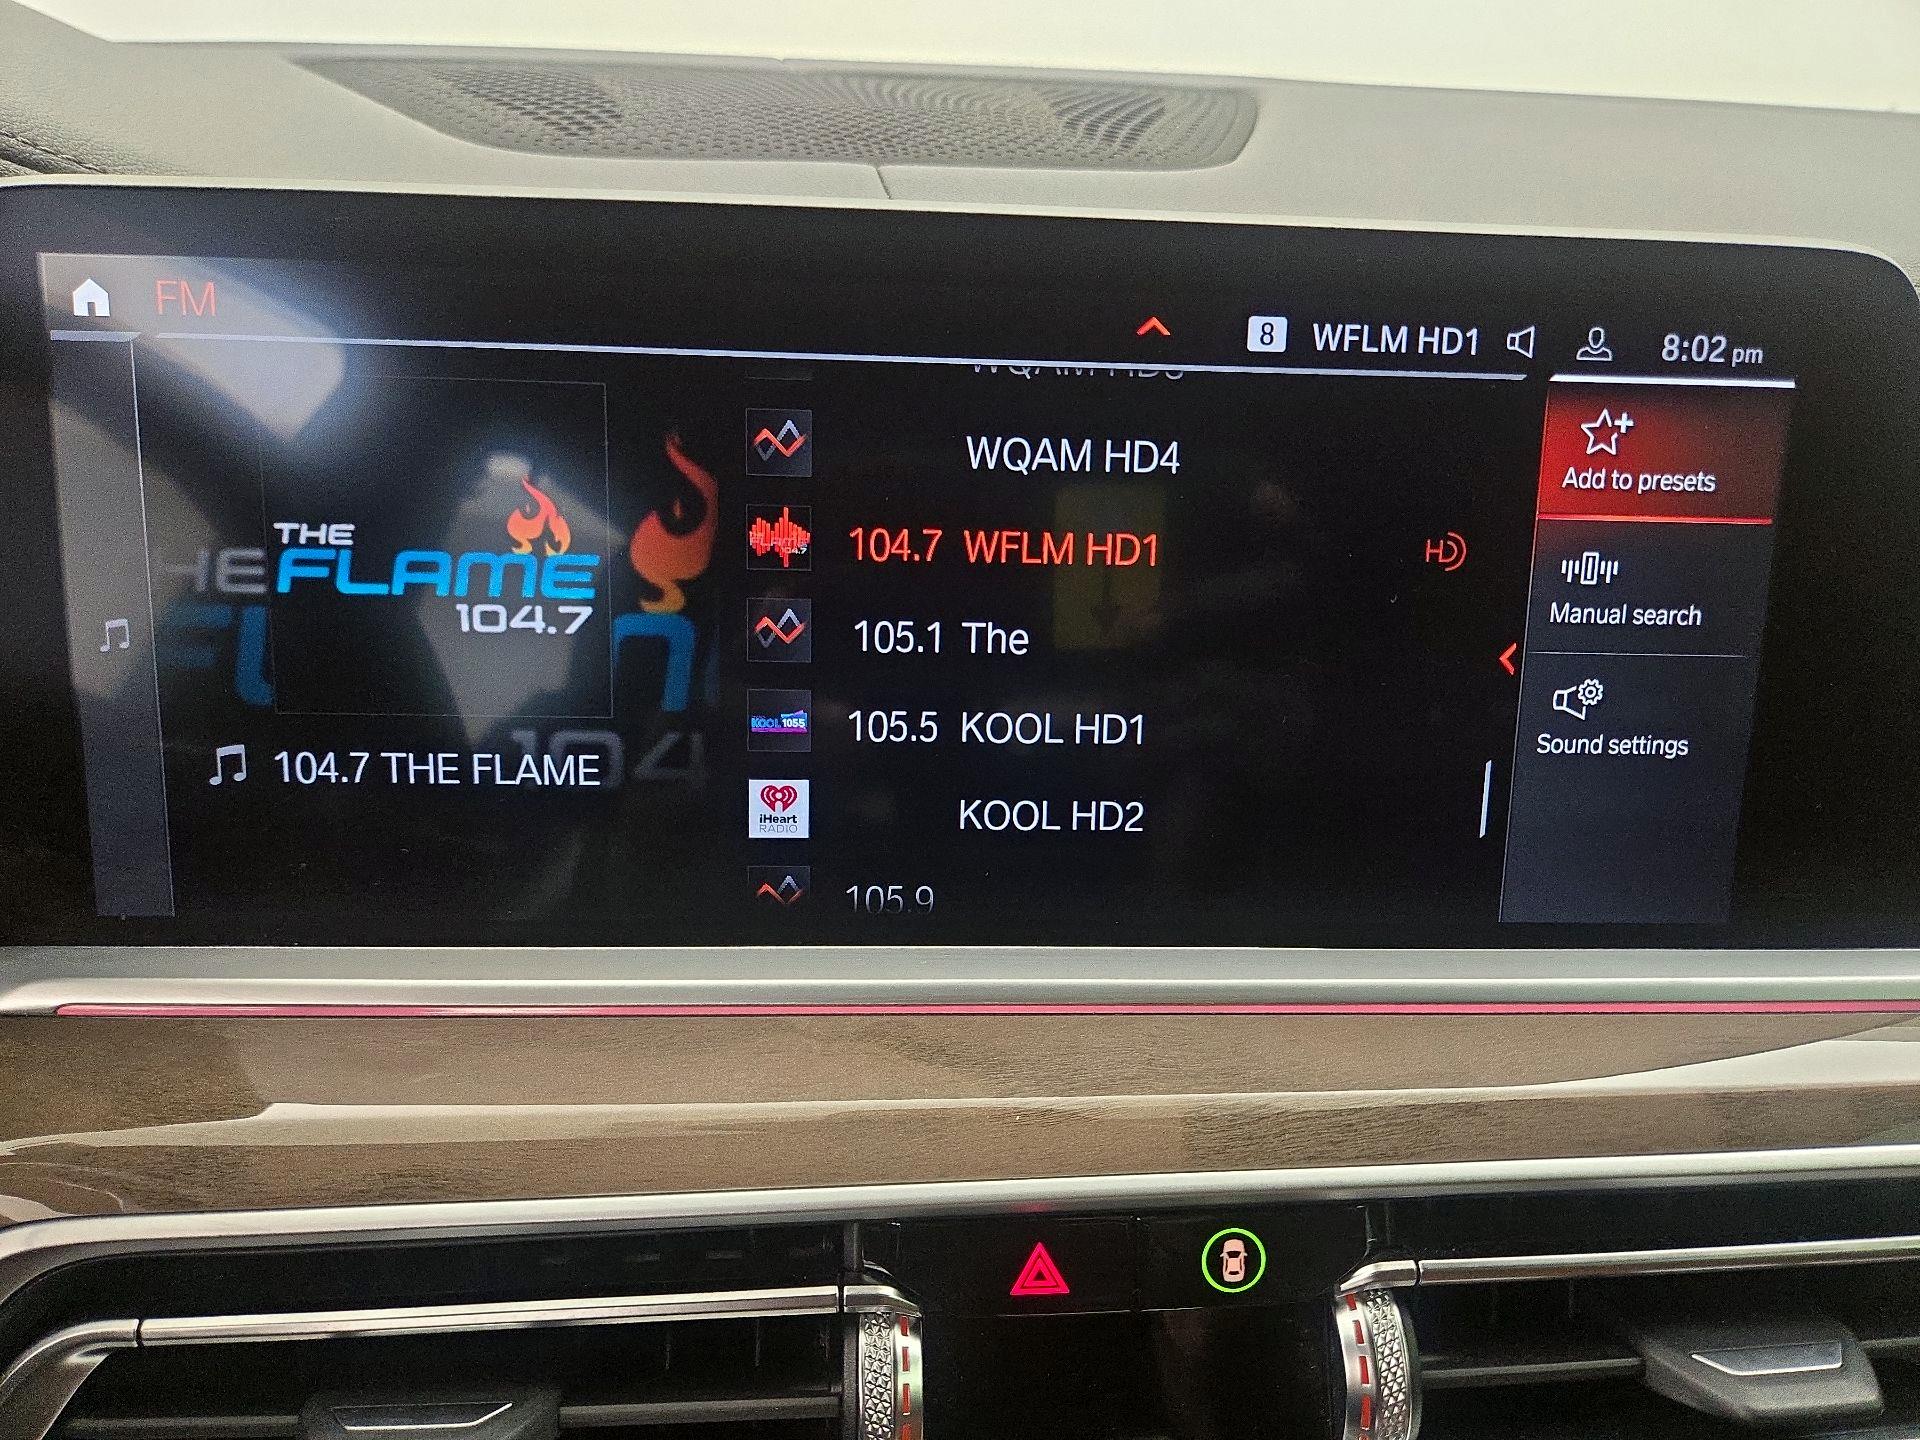 FM
8 WFLM HD1
8:02 pm
THE
FLAME
104.7
104.7 THE FLAME
WQAM HD4
104.7 WFLM HD1 HD
105.1 The
KOOL 1055
105.5 KOOL HD1
iHeart
RADIO
KOOL HD2
105.9
Add to presets
Manual search
Sound settings